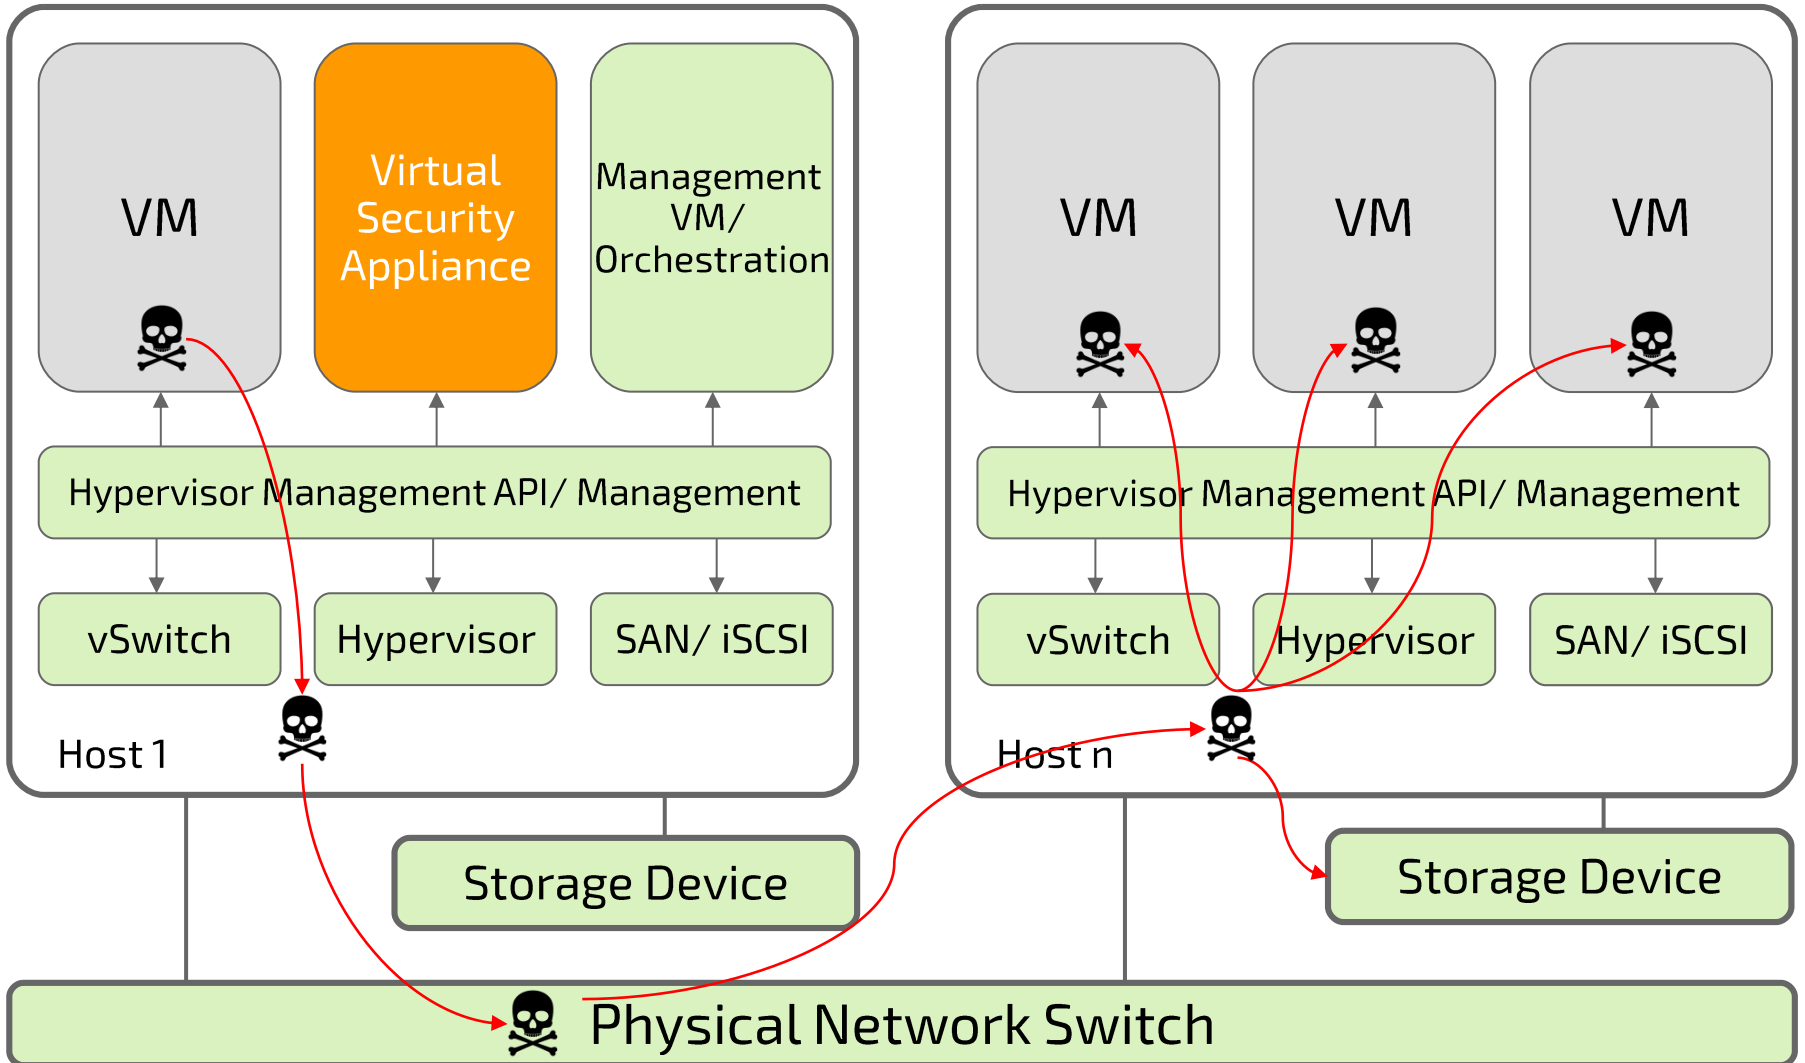 VM
Virtual
Security
Appliance
Management
VM/
Orchestration
Hypervisor Management API/ Management
vSwitch
Hypervisor
SAN/ iSCSI
Host 1
Storage Device
VM
VM
VM
Hypervisor Management API/ Management
vSwitch
Hypervisor
SAN/ iSCSI
Host n
Storage Device
Physical Network Switch